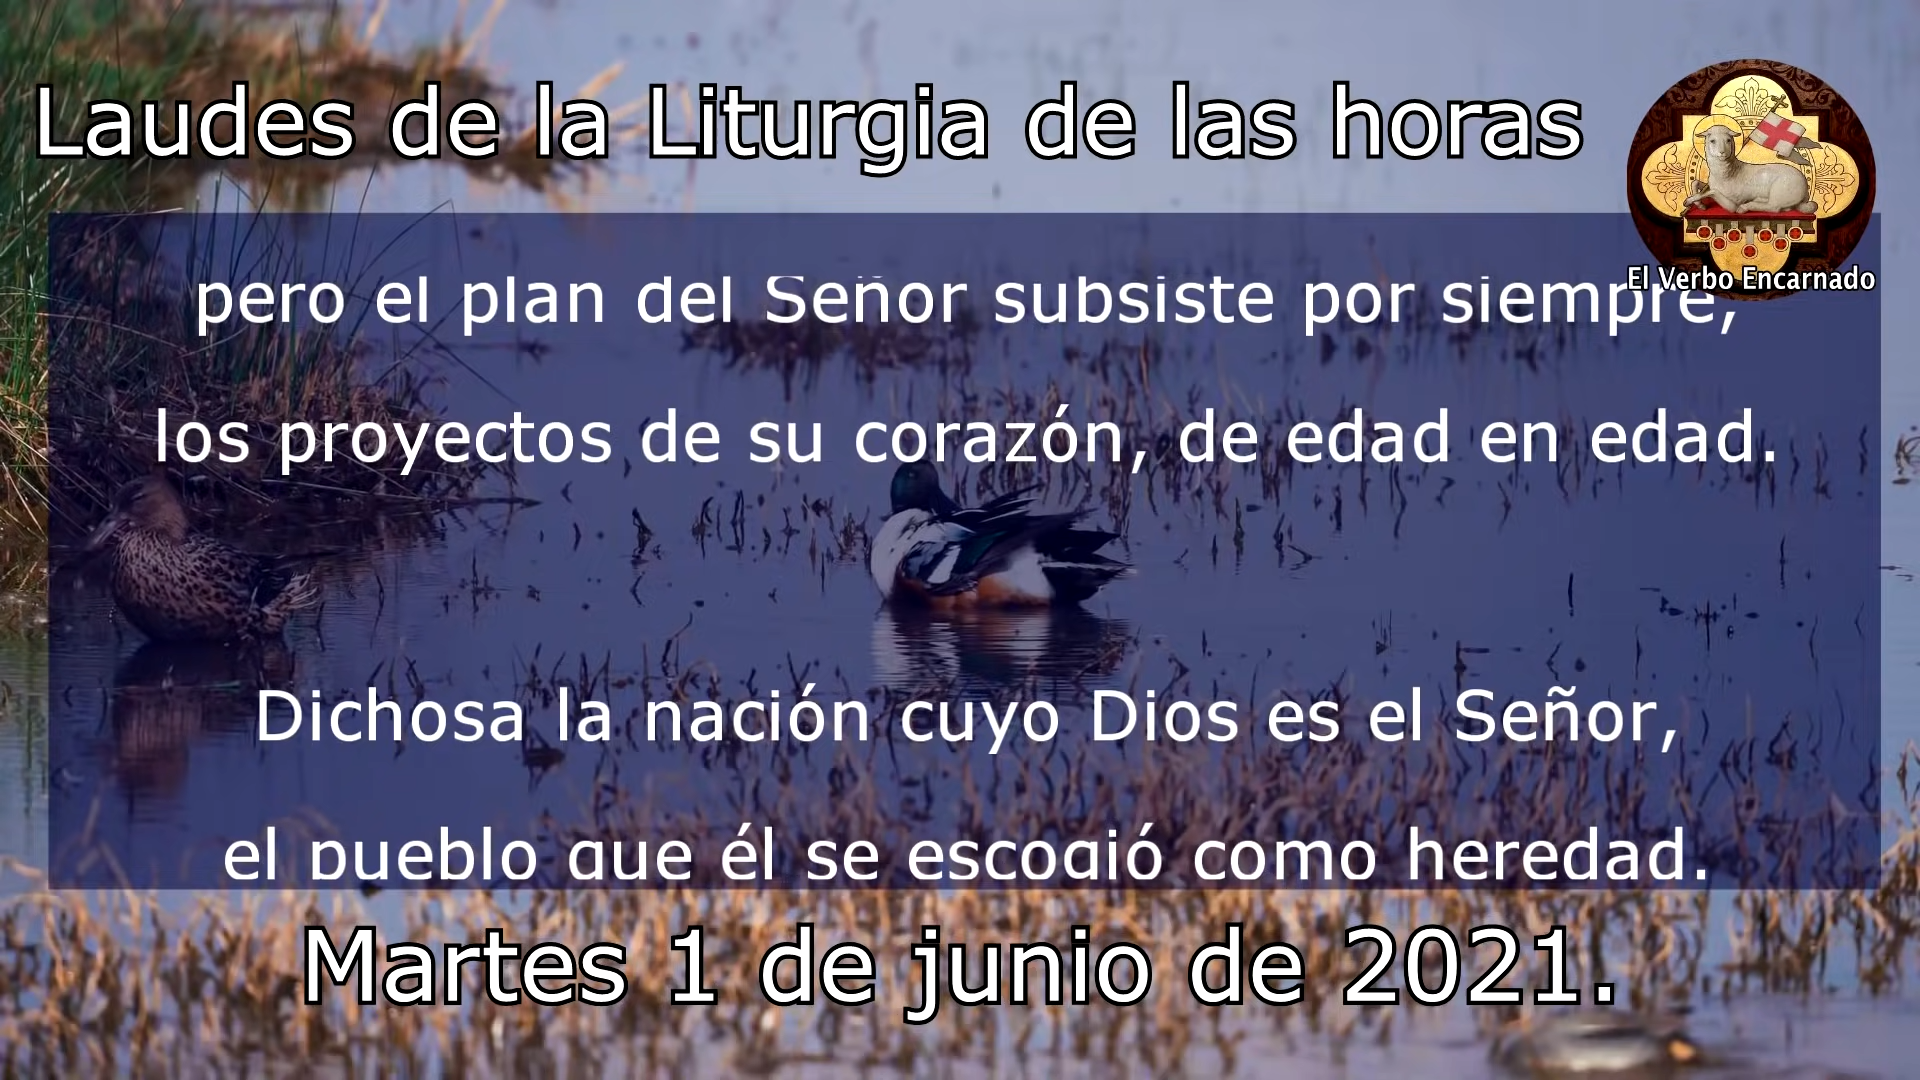 Laudes de la Liturgia de las horas
El Verbo Encarnado
pero el plan del Señor subsiste por siempre,
los proyectos de su corazón, de edad en edad.
Dichosa la nación cuyo Dios es el Señor,
el pueblo que él se escogió como heredad.
Martes 1 de junio de 2021.